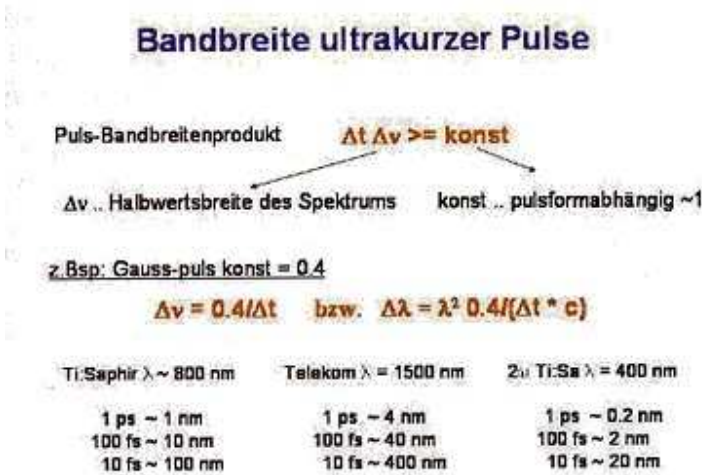 Bandbreite ultrakurzer Pulse
Puls-Bandbreitenprodukt Δt Δν >= konst
Δν .. Halbwertsbreite des Spektrums konst .. pulsformabhängig ~1
z.Bsp: Gauss-puls konst = 0.4
Δν = 0.4/Δt bzw. Δλ = λ² 0.4/(Δt * c)
Ti:Saphir λ ~ 800 nm Telekom λ = 1500 nm Ti:Sa λ = 400 nm
1 ps ~ 1 nm 1 ps ~ 4 nm 1 ps ~ 0.2 nm
100 fs ~ 10 nm 100 fs ~ 40 nm 100 fs ~ 2 nm
10 fs ~ 100 nm 10 fs ~ 400 nm 10 fs ~ 20 nm